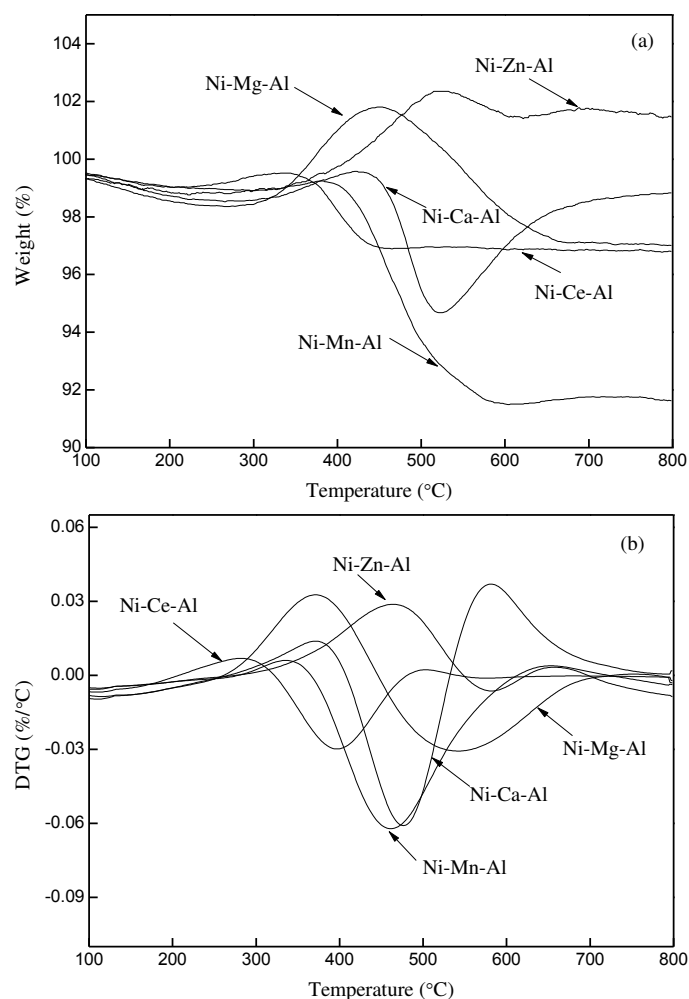 104
(a)
Ni-Zn-Al
Ni-Mg-Al
102
100
98
96
94
92
90
Weight (%)
Ni-Ca-Al
Ni-Ce-Al
Ni-Mn-Al
100 200 300 400 500 600 700 800
Temperature (°C)
0.06
(b)
Ni-Zn-Al
Ni-Ce-Al
0.03
0.00
-0.03
-0.06
-0.09
DTG (%/°C)
Ni-Mg-Al
Ni-Ca-Al
Ni-Mn-Al
100 200 300 400 500 600 700 800
Temperature (°C)